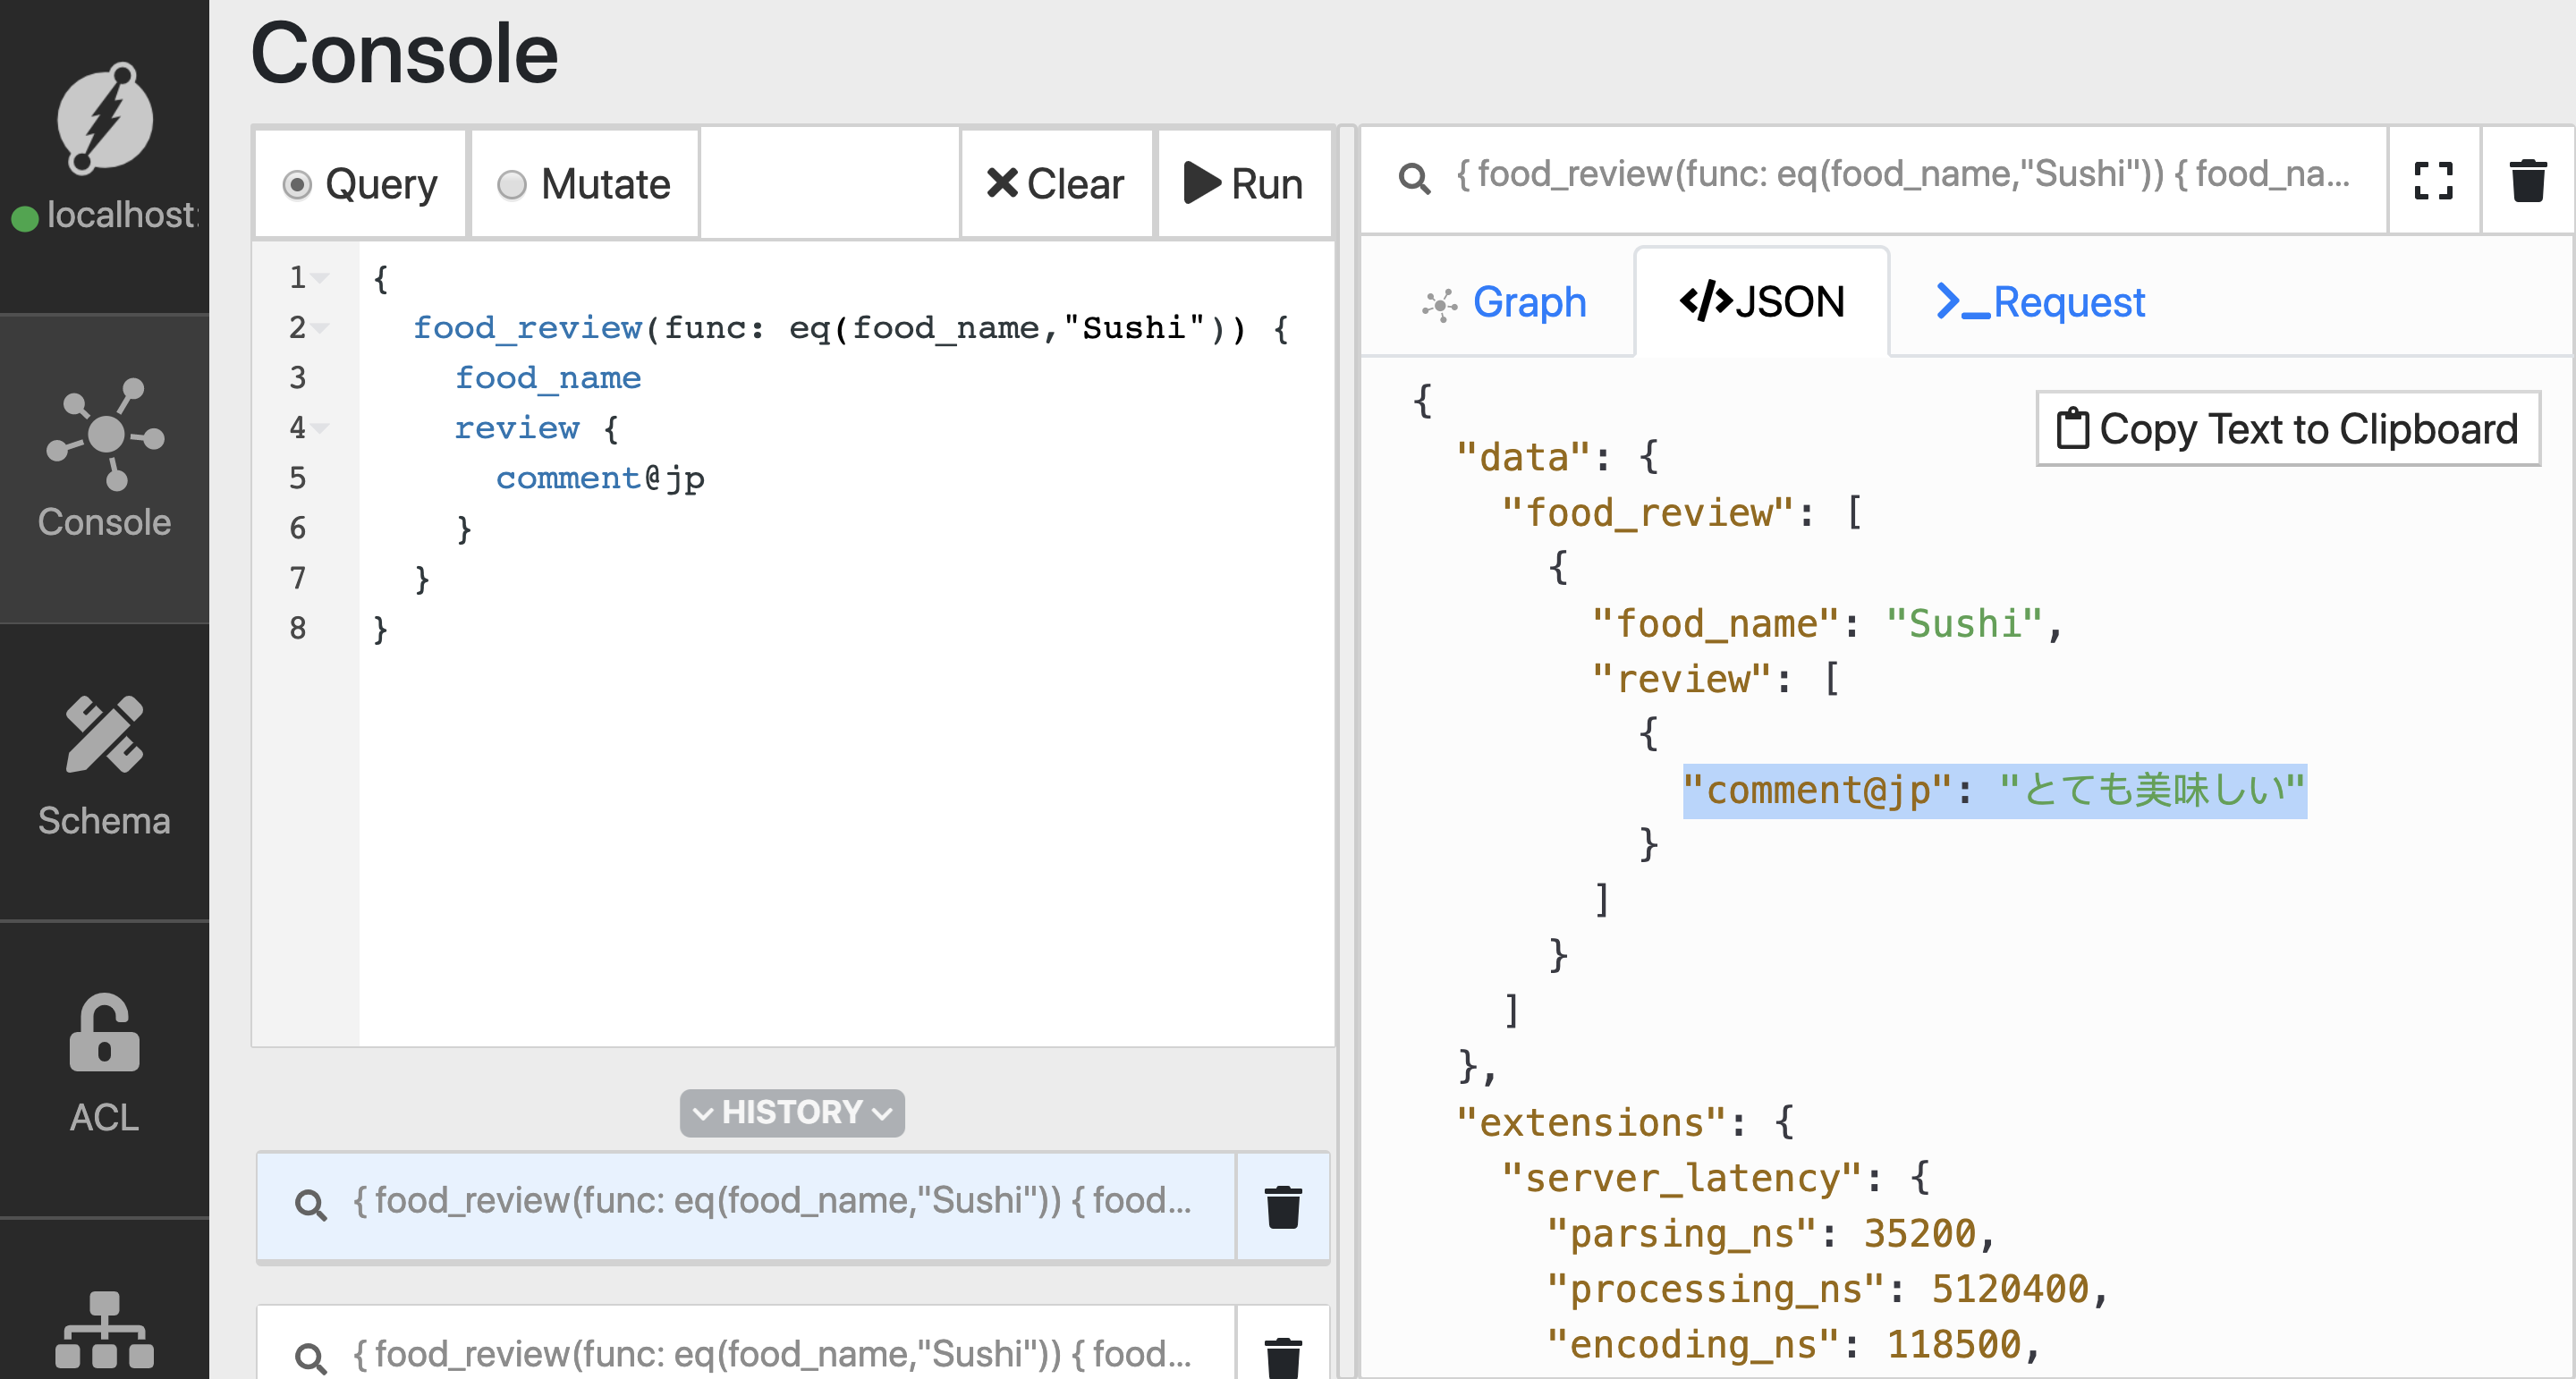 Console
localhost:
Console
Schema
ACL
Query
Mutate
Clear
Run
1 {
2 food_review(func: eq(food_name,"Sushi")) {
3 food_name
4 review {
5 comment@jp
6 }
7 }
8 }
HISTORY
{ food_review(func: eq(food_name,"Sushi")) { food...
{ food_review(func: eq(food_name,"Sushi")) { food...
{ food_review(func: eq(food_name,"Sushi")) { food_na...
Graph
</>JSON
>_Request
Copy Text to Clipboard
{
"data": {
"food_review": [
{
"food_name": "Sushi",
"review": [
{
"comment@jp": "とても美味しい"
}
]
}
]
},
"extensions": {
"server_latency": {
"parsing_ns": 35200,
"processing_ns": 5120400,
"encoding_ns": 118500,